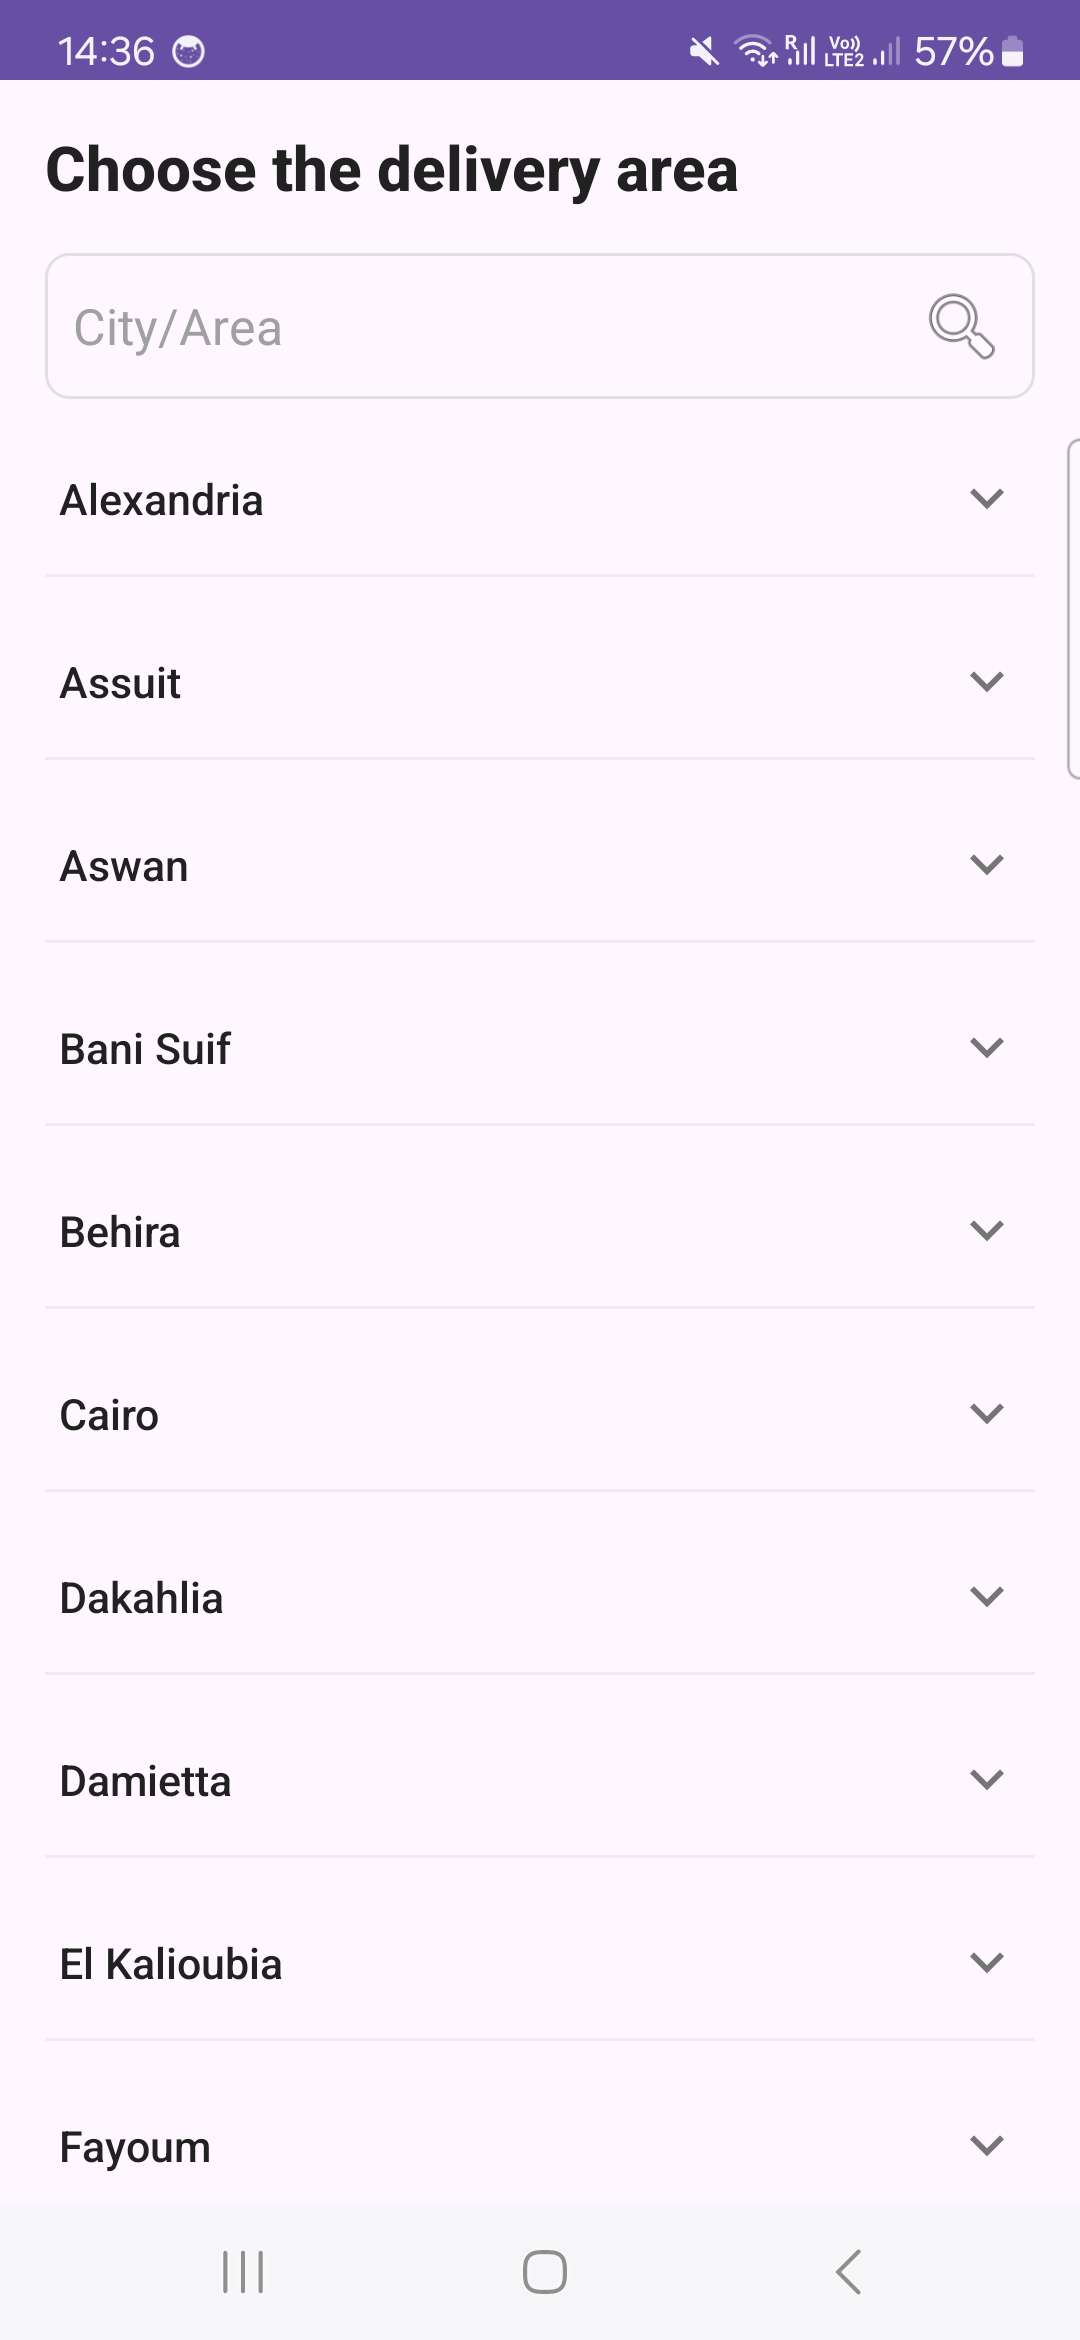 14:36 R Vo)) LTE2 57%
Choose the delivery area
City/Area
Alexandria
Assuit
Aswan
Bani Suif
Behira
Cairo
Dakahlia
Damietta
El Kalioubia
Fayoum